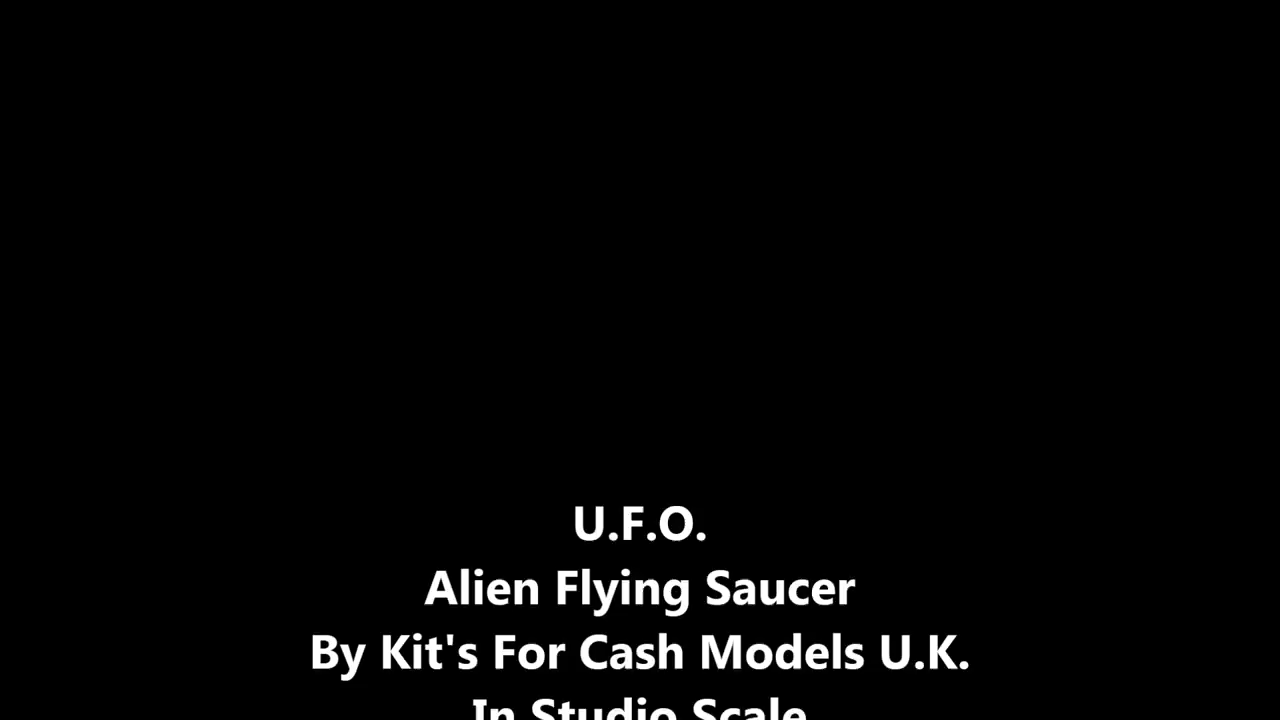 U.F.O.
Alien Flying Saucer
By Kit's For Cash Models U.K.
In Studio Scale